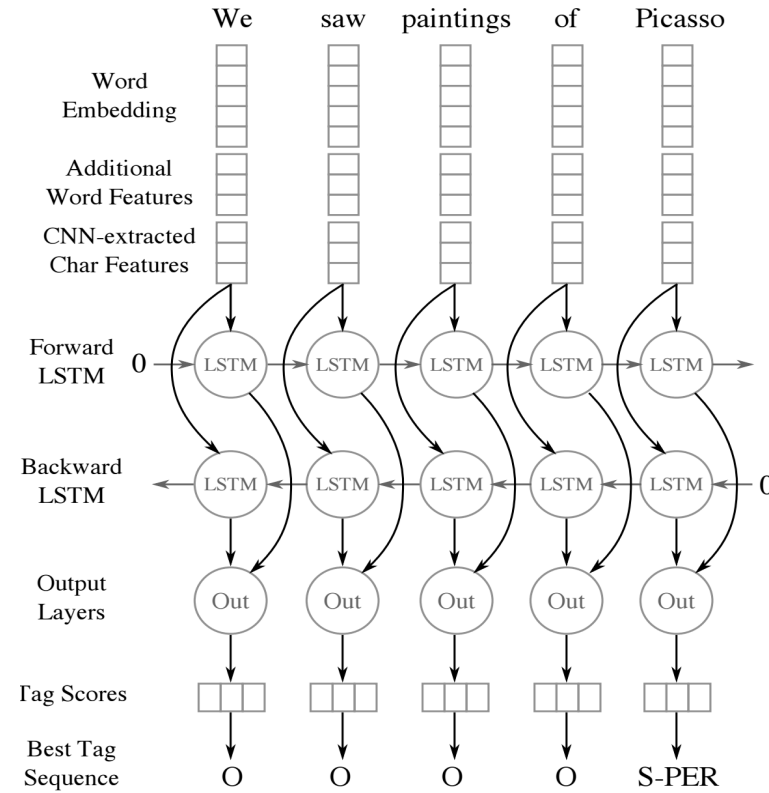 We saw paintings of Picasso
Word
Embedding
Additional
Word Features
CNN-extracted
Char Features
Forward
LSTM
0 LSTM LSTM LSTM LSTM LSTM
Backward
LSTM
LSTM LSTM LSTM LSTM LSTM 0
Output
Layers
Out Out Out Out Out
Tag Scores
Best Tag
Sequence
O O O O S-PER